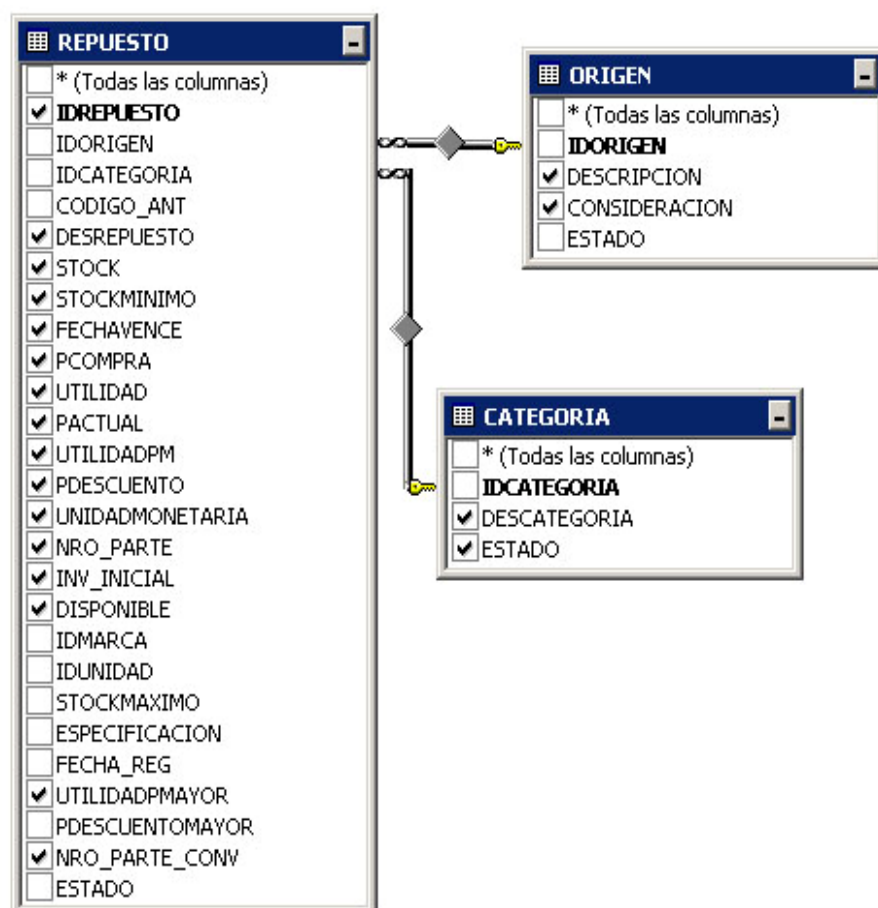 REPUESTO
* (Todas las columnas)
IDREPUESTO
IDORIGEN
IDCATEGORIA
CODIGO_ANT
DESREPUESTO
STOCK
STOCKMINIMO
FECHAVENCE
PCOMPRA
UTILIDAD
PACTUAL
UTILIDADPM
PDESCUENTO
UNIDADMONETARIA
NRO_PARTE
INV_INICIAL
DISPONIBLE
IDMARCA
IDUNIDAD
STOCKMAXIMO
ESPECIFICACION
FECHA_REG
UTILIDADPMAYOR
PDESCUENTOMAYOR
NRO_PARTE_CONV
ESTADO
ORIGEN
* (Todas las columnas)
IDORIGEN
DESCRIPCION
CONSIDERACION
ESTADO
CATEGORIA
* (Todas las columnas)
IDCATEGORIA
DESCATEGORIA
ESTADO